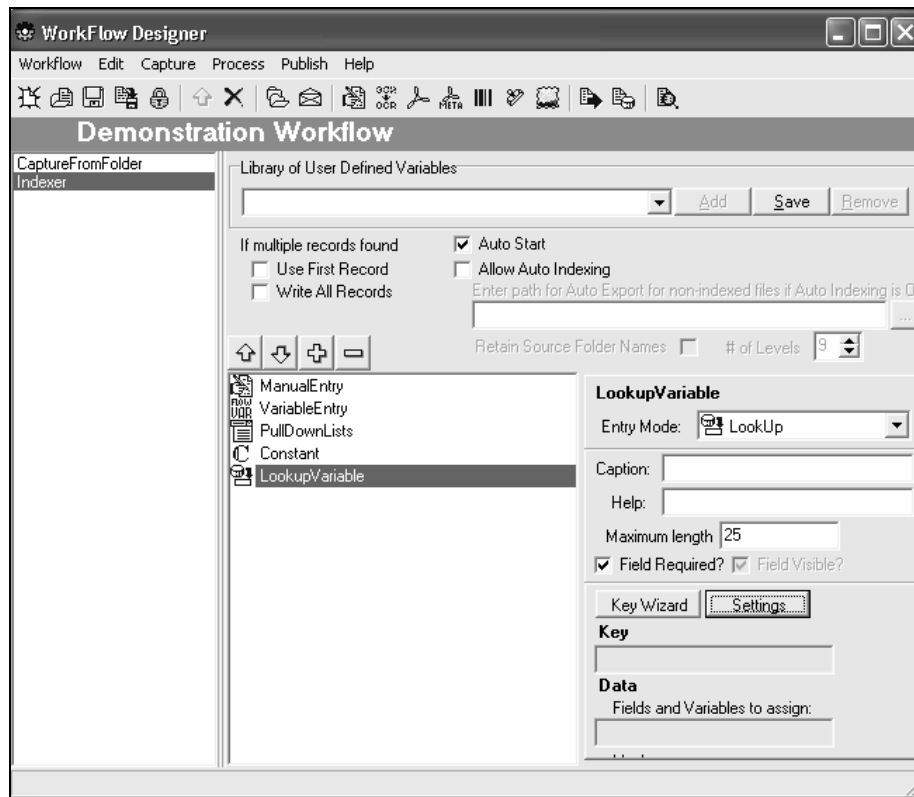 WorkFlow Designer
Workflow Edit Capture Process Publish Help
OCR
META
Demonstration Workflow
CaptureFromFolder
Indexer
Library of User Defined Variables
Add Save Remove
If multiple records found
Use First Record
Write All Records
Auto Start
Allow Auto Indexing
Enter path for Auto Export for non-indexed files if Auto Indexing is O
...
Retain Source Folder Names # of Levels 9
ManualEntry
FLOW VAR VariableEntry
PullDownLists
Constant
LookupVariable
LookupVariable
Entry Mode: LookUp
Caption:
Help:
Maximum length 25
Field Required? Field Visible?
Key Wizard Settings
Key
Data
Fields and Variables to assign: